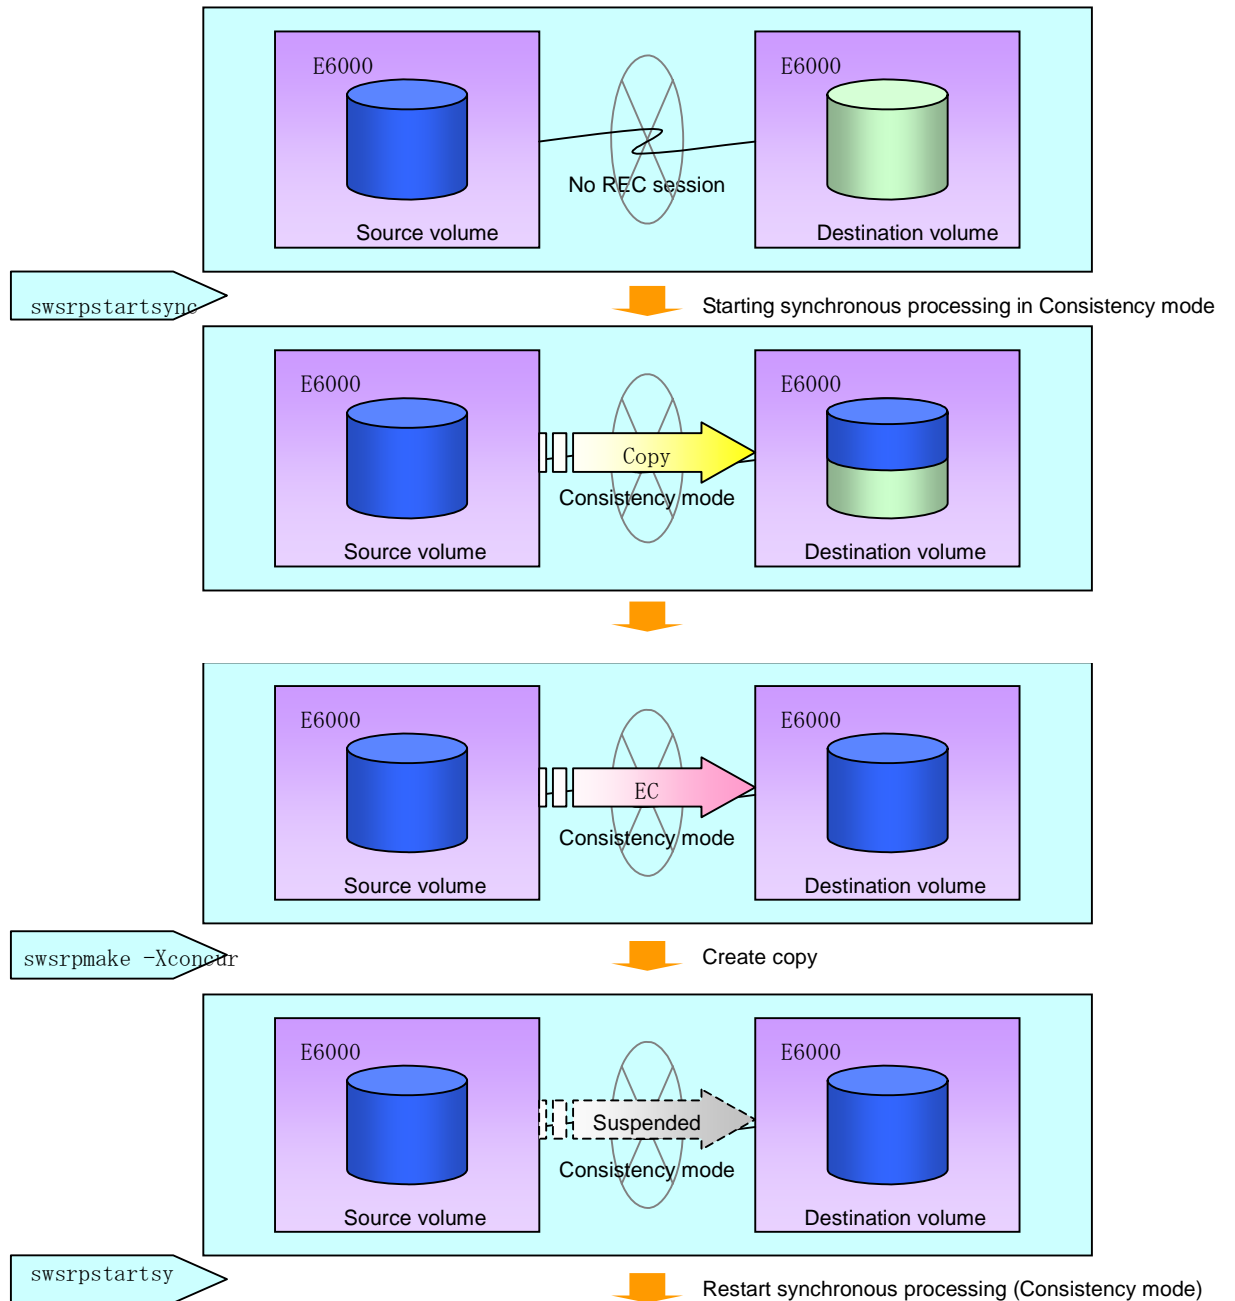 E6000
E6000
No REC session
Source volume
Destination volume
swsrpstartsync
Starting synchronous processing in Consistency mode
E6000
E6000
Copy
Consistency mode
Source volume
Destination volume
E6000
E6000
EC
Consistency mode
Source volume
Destination volume
swsrpmake -Xconcur
Create copy
E6000
E6000
Suspended
Consistency mode
Source volume
Destination volume
swsrpstartsy
Restart synchronous processing (Consistency mode)